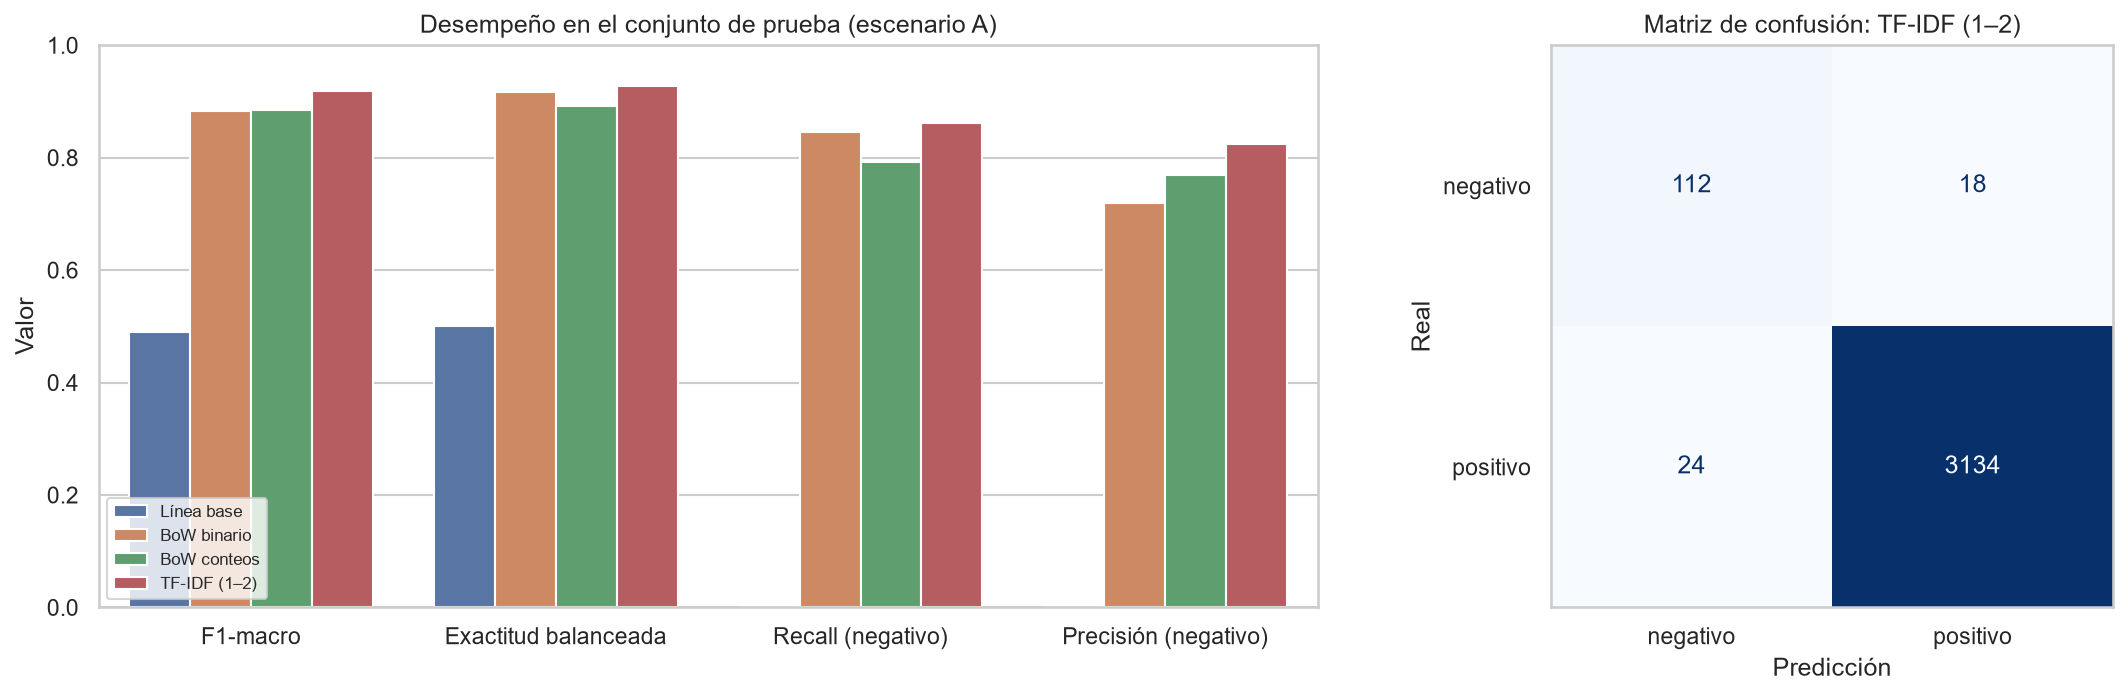 Desempeño en el conjunto de prueba (escenario A)
Valor
1.0
0.8
0.6
0.4
0.2
0.0
Línea base
BoW binario
BoW conteos
TF-IDF (1–2)
F1-macro
Exactitud balanceada
Recall (negativo)
Precisión (negativo)
Matriz de confusión: TF-IDF (1–2)
Real
negativo
112
18
positivo
24
3134
negativo
positivo
Predicción